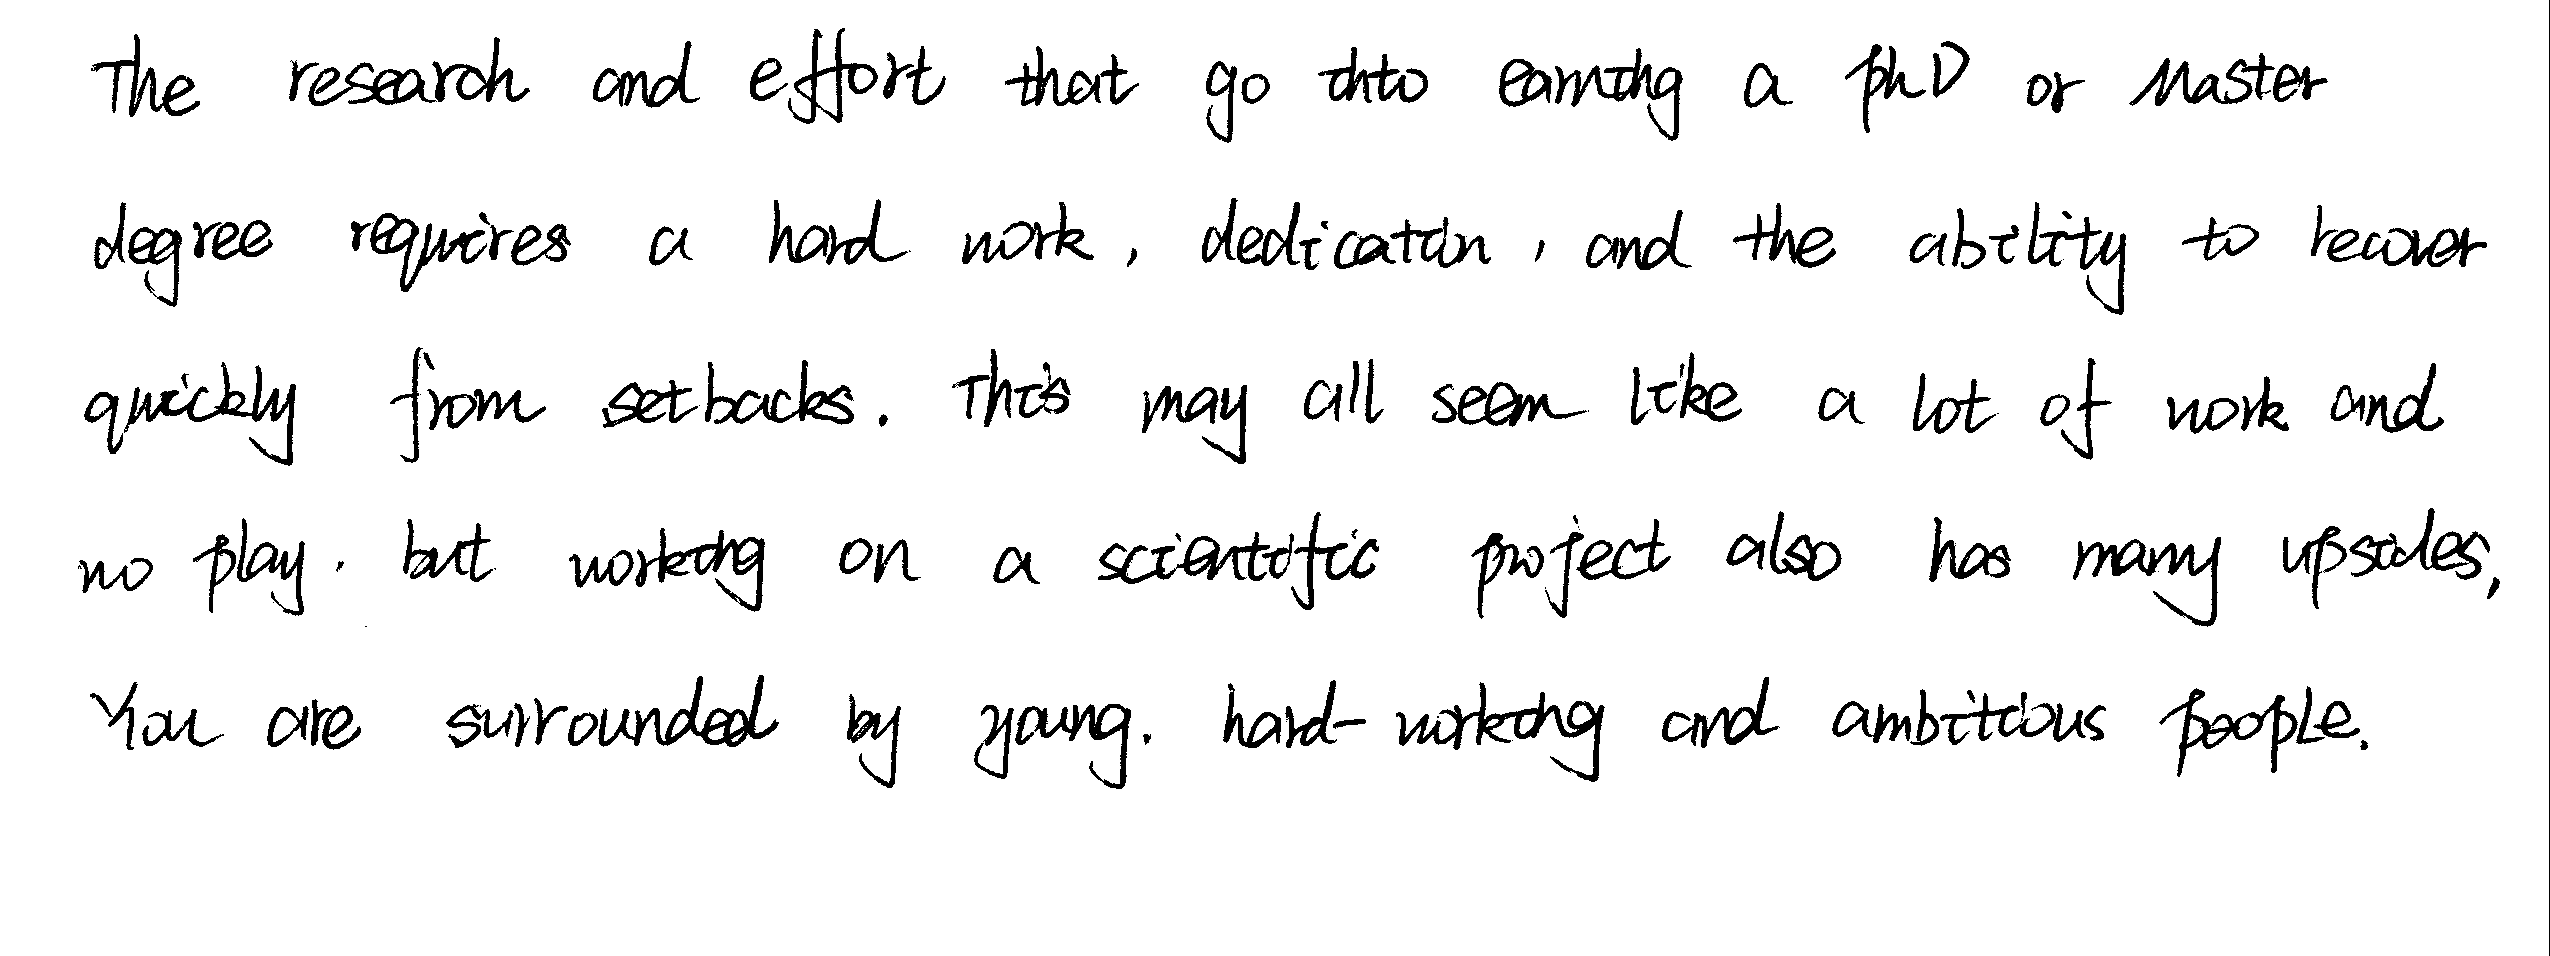 The research and effort that go into earning a phD or Master
degree requires a hard work, dedication, and the ability to recover
quickly from setbacks. This may all seem like a lot of work and
no play. but working on a scientific project also has many upsides,
You are surrounded by young. hard-working and ambitious people.